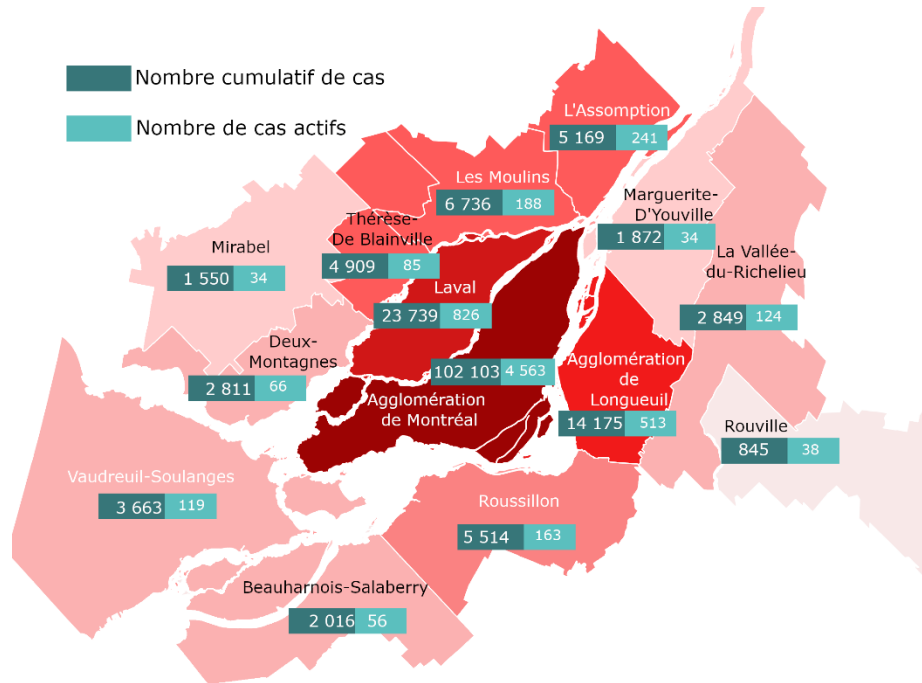 Nombre cumulatif de cas
Nombre de cas actifs
L'Assomption
5 169 241
Les Moulins
6 736 188
Marguerite-
D'Youville
1 872 34
Thérèse-
De Blainville
4 909 85
Mirabel
1 550 34
La Vallée-
du-Richelieu
2 849 124
Laval
23 739 826
Deux-
Montagnes
2 811 66
102 103 4 563
Agglomération
de Montréal
Agglomération
de
Longueuil
14 175 513
Rouville
845 38
Vaudreuil-Soulanges
3 663 119
Roussillon
5 514 163
Beauharnois-Salaberry
2 016 56